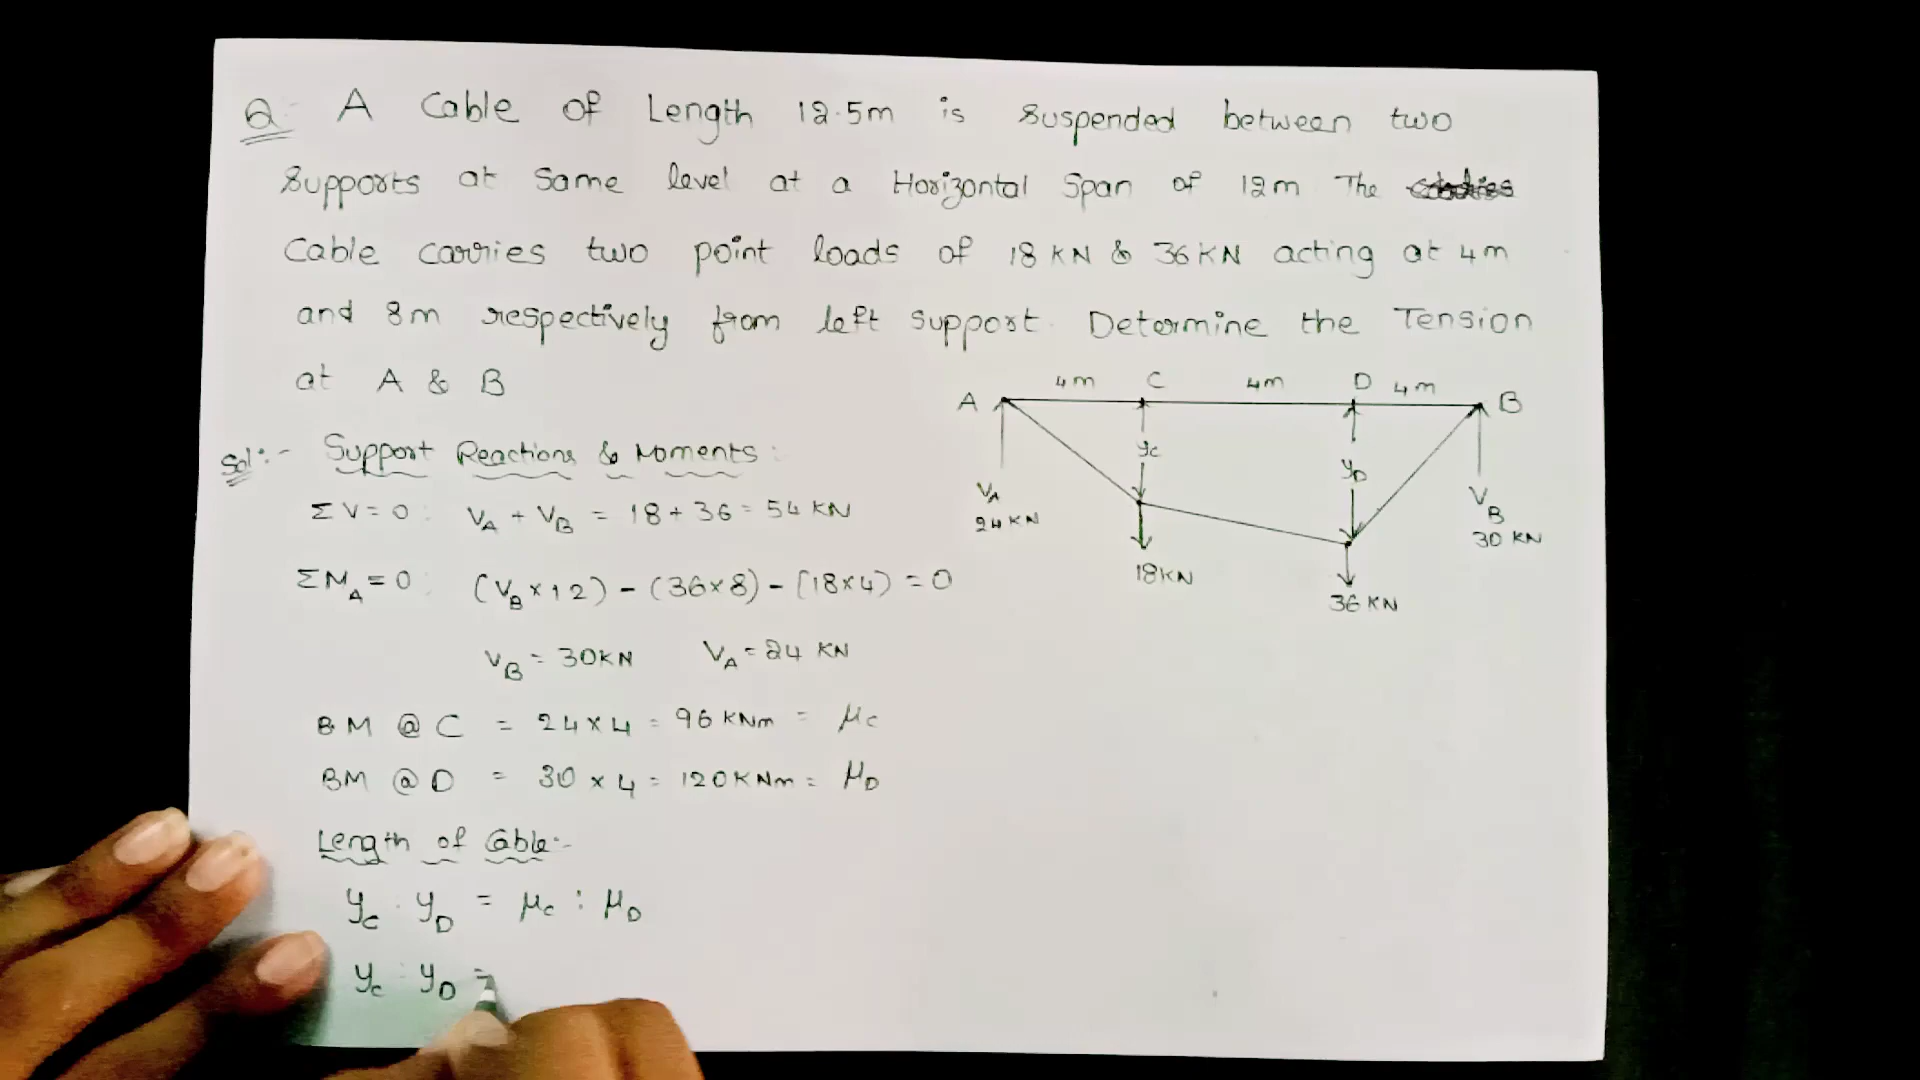 Q:- A Cable of Length 12.5m is suspended between two
supports at same level at a Horizontal span of 12m The
Cable carries two point loads of 18 KN & 36 KN acting at 4m
and 8m respectively from left support. Determine the Tension
at A & B
4m C 4m D 4m
A B
Sol:- Support Reactions & Moments:
yc yD
VA VB
24 KN 30 KN
18KN
36 KN
ΣV=0: VA + VB = 18+36=54 KN
ΣMA=0: (VB×12)-(36×8)-(18×4)=0
VB=30KN VA=24 KN
BM @ C = 24×4=96 KNm = μc
BM @ D = 30×4=120KNm= μD
Length of Cable:-
yc : yD = μc : μD
yc : yD =